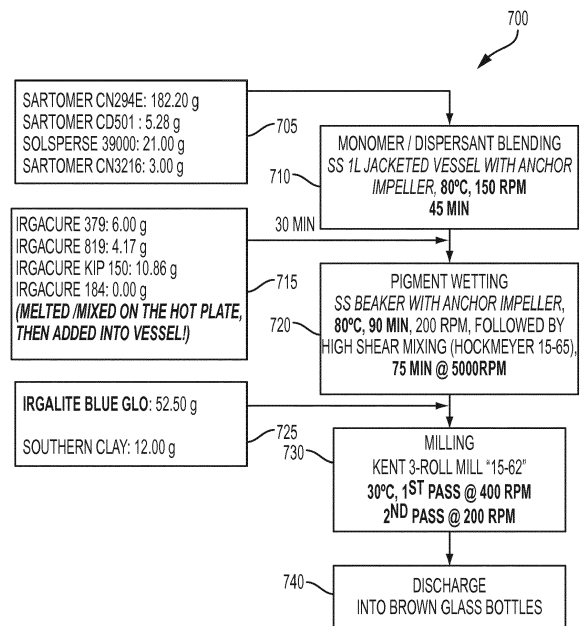 700
SARTOMER CN294E: 182.20 g
SARTOMER CD501 : 5.28 g
SOLSPERSE 39000: 21.00 g
SARTOMER CN3216: 3.00 g
705
MONOMER / DISPERSANT BLENDING
SS 1L JACKETED VESSEL WITH ANCHOR
IMPELLER, 80ºC, 150 RPM
45 MIN
710
IRGACURE 379: 6.00 g
IRGACURE 819: 4.17 g
IRGACURE KIP 150: 10.86 g
IRGACURE 184: 0.00 g
(MELTED /MIXED ON THE HOT PLATE,
THEN ADDED INTO VESSEL!)
30 MIN
715
PIGMENT WETTING
SS BEAKER WITH ANCHOR IMPELLER,
80ºC, 90 MIN, 200 RPM, FOLLOWED BY
HIGH SHEAR MIXING (HOCKMEYER 15-65),
75 MIN @ 5000RPM
720
IRGALITE BLUE GLO: 52.50 g
SOUTHERN CLAY: 12.00 g
725
MILLING
KENT 3-ROLL MILL “15-62”
30ºC, 1ST PASS @ 400 RPM
2ND PASS @ 200 RPM
730
DISCHARGE
INTO BROWN GLASS BOTTLES
740